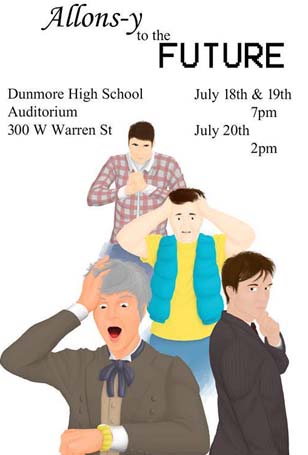 Allons-y
to the
FUTURE
Dunmore High School
Auditorium
300 W Warren St
July 18th & 19th
7pm
July 20th
2pm